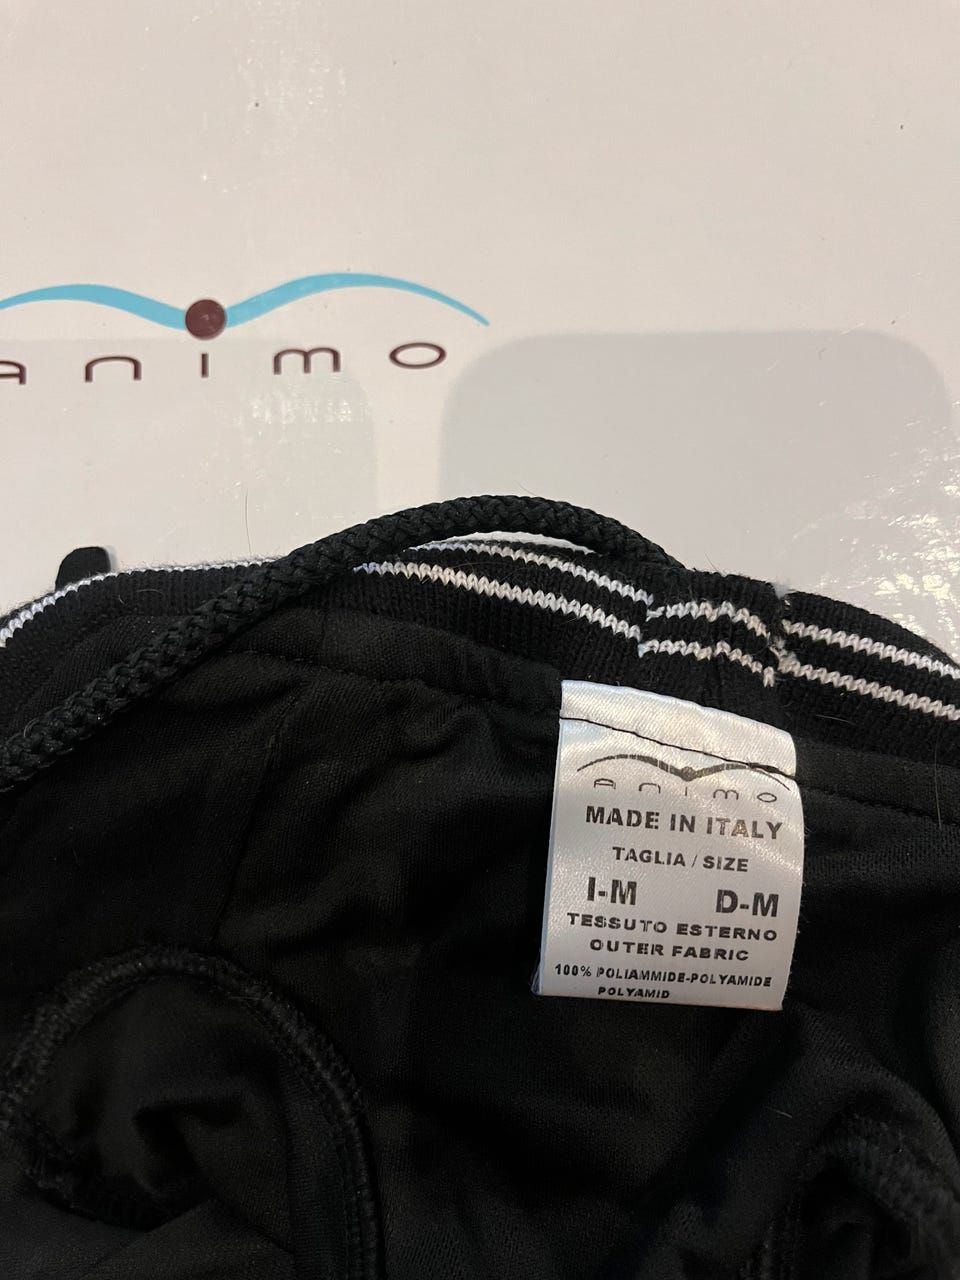 animo
animo
MADE IN ITALY
TAGLIA / SIZE
I-M D-M
TESSUTO ESTERNO
OUTER FABRIC
100% POLIAMMIDE-POLYAMIDE
POLYAMID